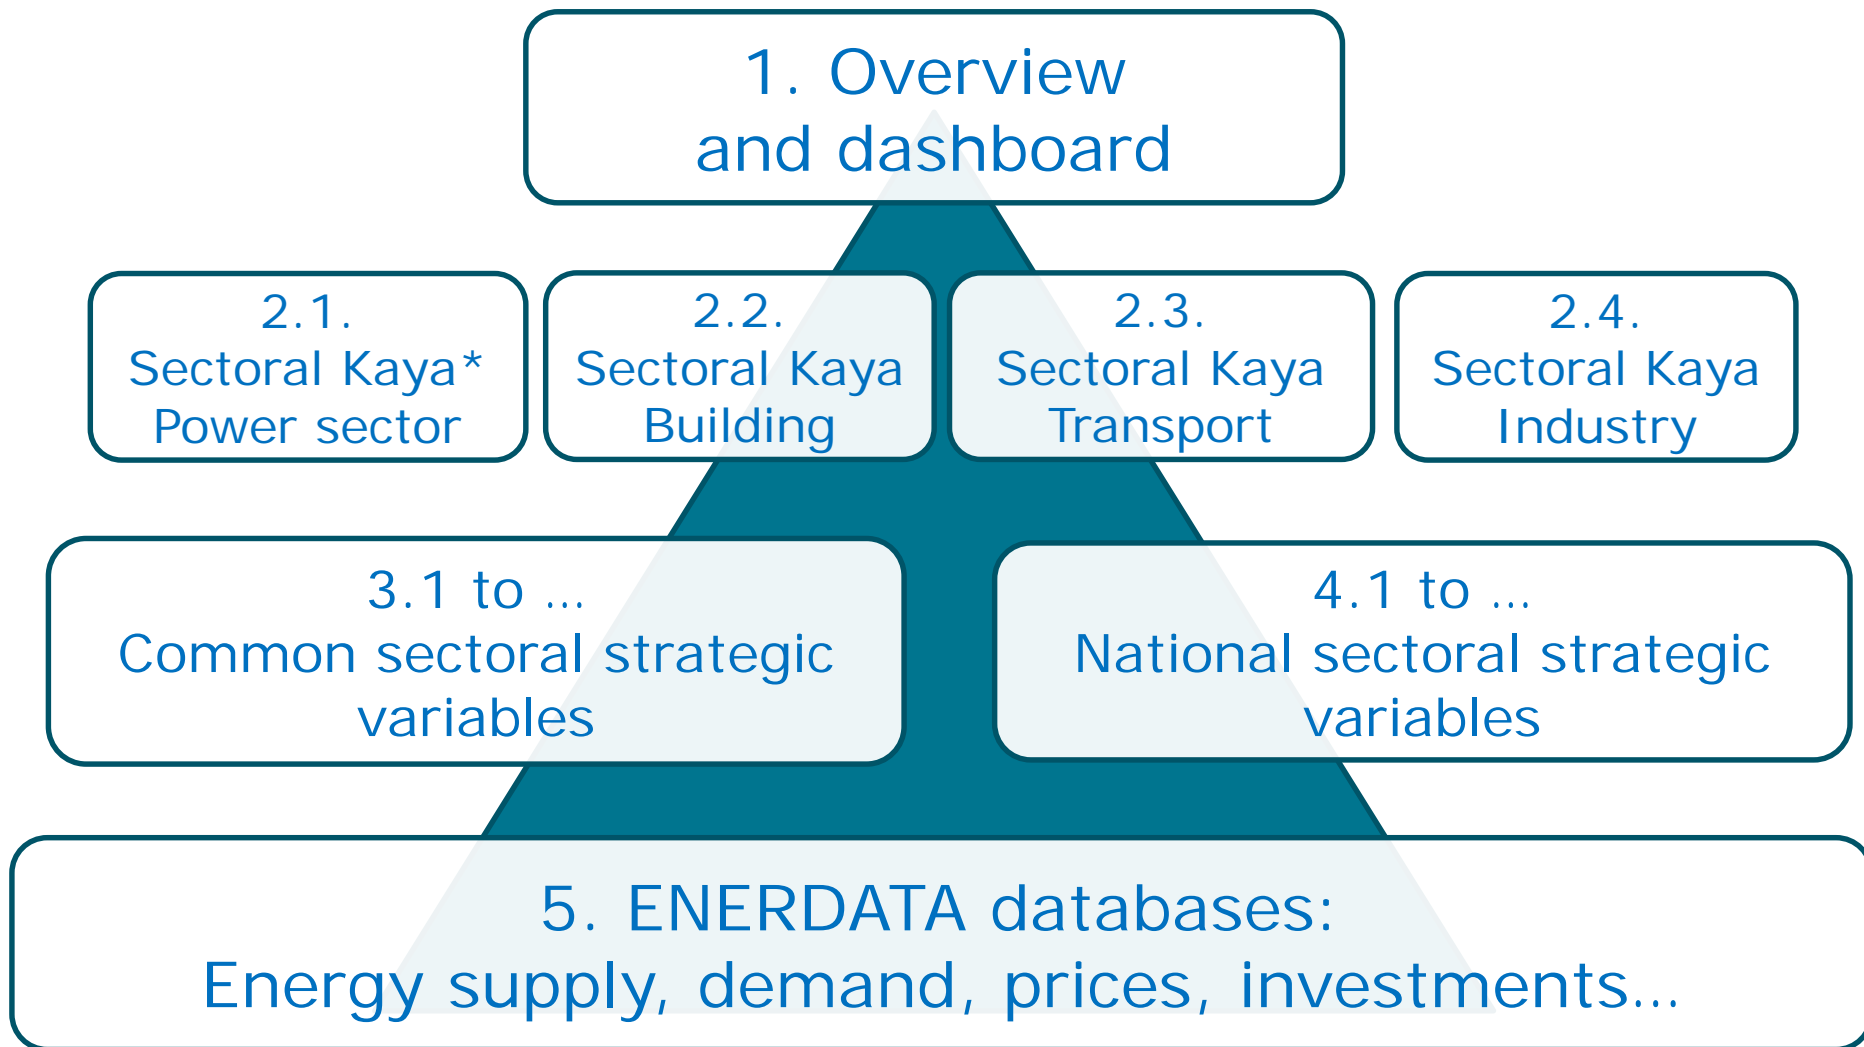 1. Overview
and dashboard
2.1.
Sectoral Kaya*
Power sector
2.2.
Sectoral Kaya
Building
2.3.
Sectoral Kaya
Transport
2.4.
Sectoral Kaya
Industry
3.1 to ...
Common sectoral strategic
variables
4.1 to ...
National sectoral strategic
variables
5. ENERDATA databases:
Energy supply, demand, prices, investments...